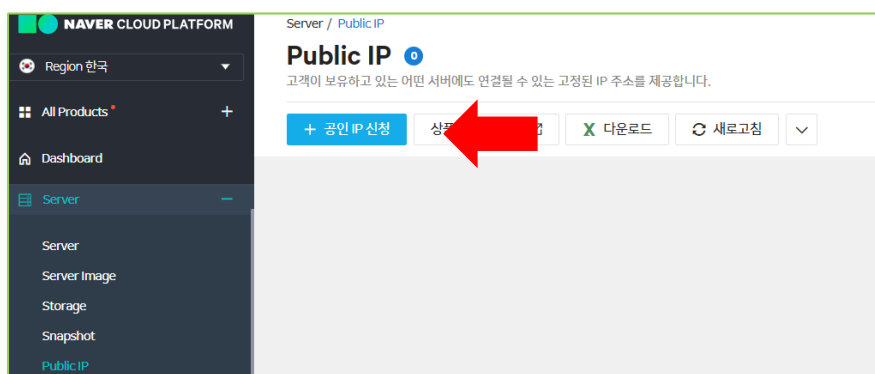 NAVER CLOUD PLATFORM
Region 한국
All Products
Dashboard
Server
Server
Server Image
Storage
Snapshot
Public IP
Server / Public IP
Public IP 0
고객이 보유하고 있는 어떤 서버에도 연결될 수 있는 고정된 IP 주소를 제공합니다.
+ 공인 IP 신청
다운로드
새로고침